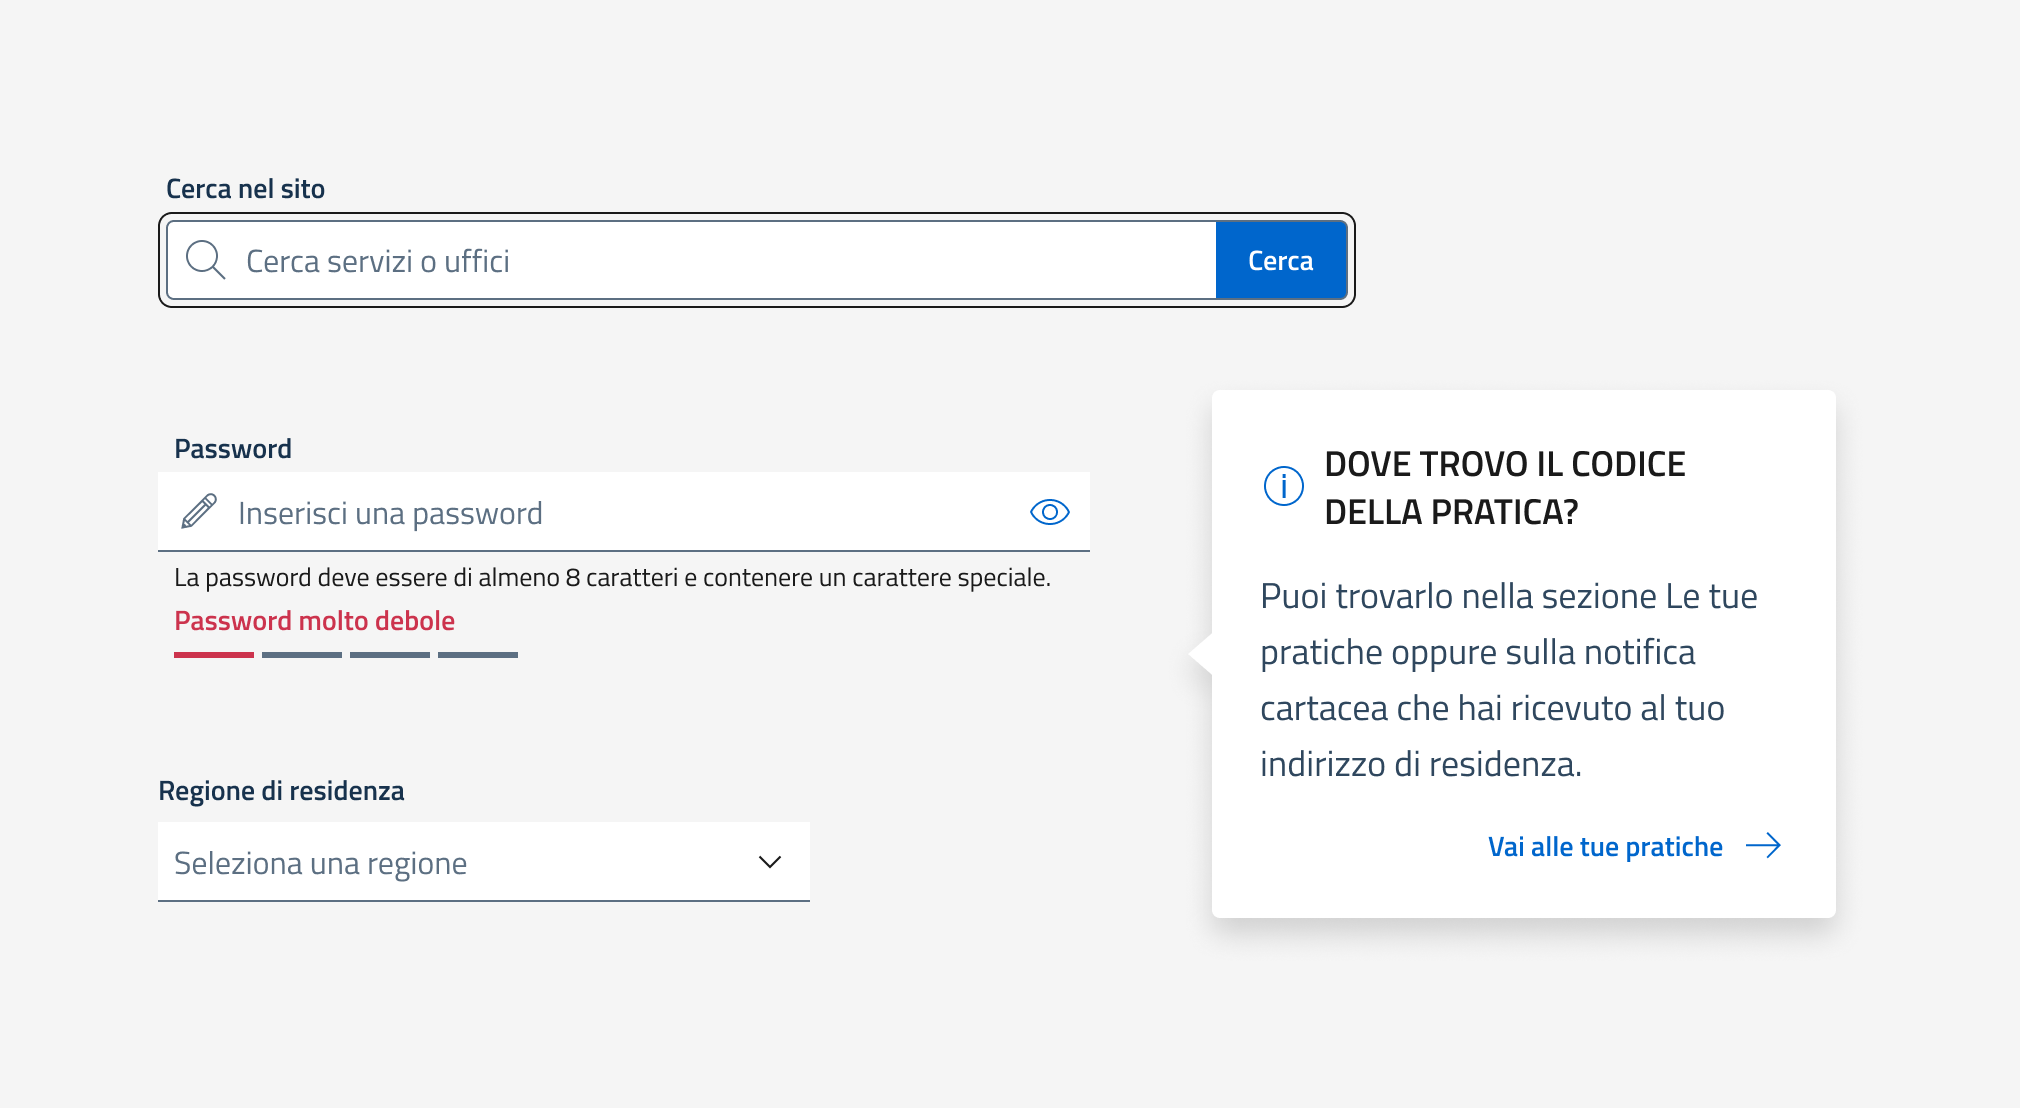 Cerca nel sito
Cerca servizi o uffici
Cerca
Password
Inserisci una password
La password deve essere di almeno 8 caratteri e contenere un carattere speciale.
Password molto debole
Regione di residenza
Seleziona una regione
DOVE TROVO IL CODICE
DELLA PRATICA?
Puoi trovarlo nella sezione Le tue
pratiche oppure sulla notifica
cartacea che hai ricevuto al tuo
indirizzo di residenza.
Vai alle tue pratiche